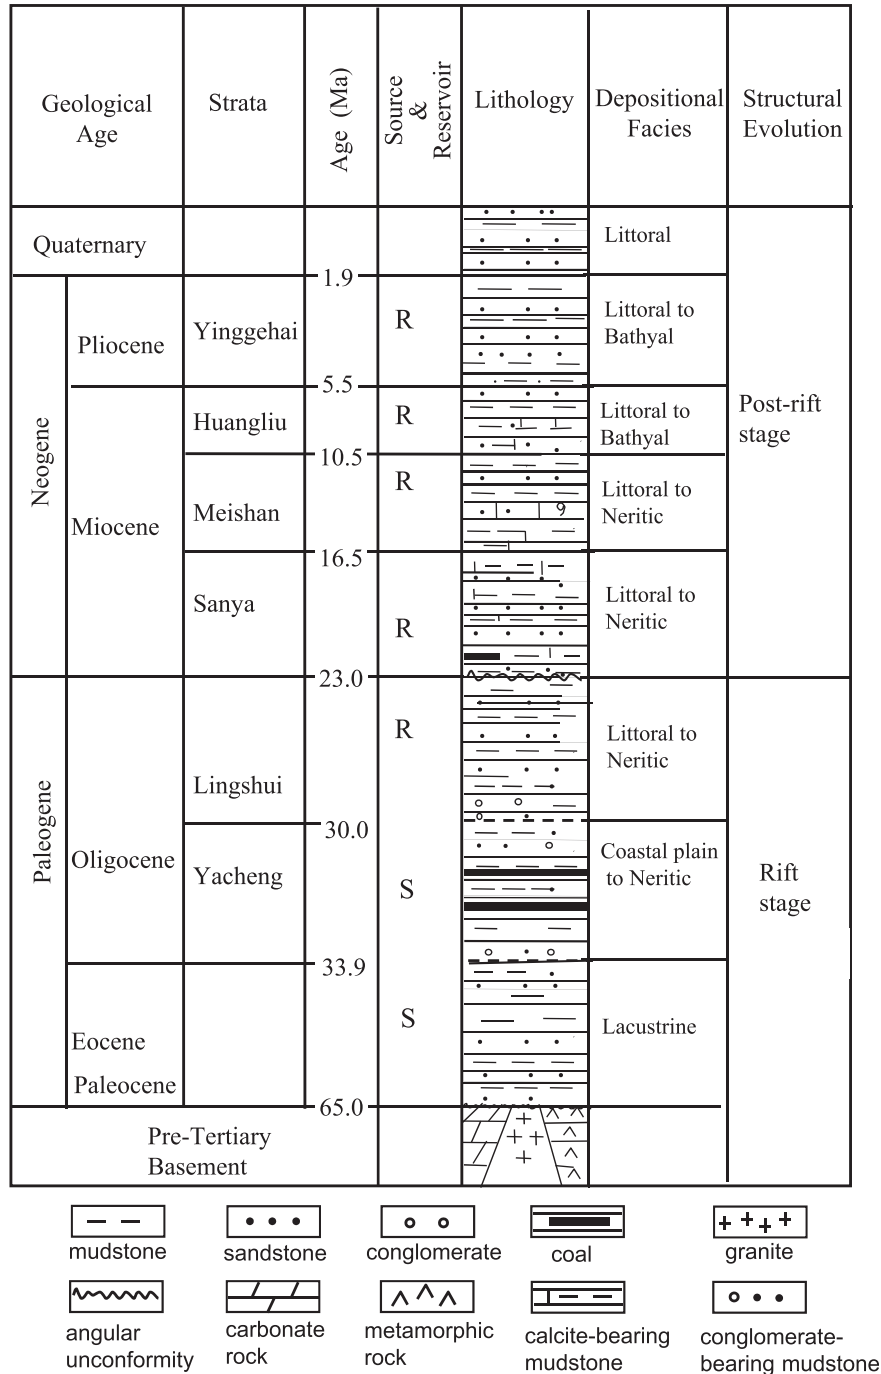 Geological
Age
Strata
Age (Ma)
Source
&
Reservoir
Lithology
Depositional
Facies
Structural
Evolution
Quaternary
Littoral
1.9
Neogene
Pliocene
Yinggehai
R
Littoral to
Bathyal
5.5
Post-rift
stage
Miocene
Huangliu
R
Littoral to
Bathyal
10.5
Meishan
R
Littoral to
Neritic
16.5
Sanya
R
Littoral to
Neritic
23.0
Paleogene
Oligocene
Lingshui
R
Littoral to
Neritic
30.0
Yacheng
S
Coastal plain
to Neritic
Rift
stage
33.9
Eocene
Paleocene
S
Lacustrine
65.0
Pre-Tertiary
Basement
mudstone
sandstone
conglomerate
coal
granite
angular
unconformity
carbonate
rock
metamorphic
rock
calcite-bearing
mudstone
conglomerate-
bearing mudstone